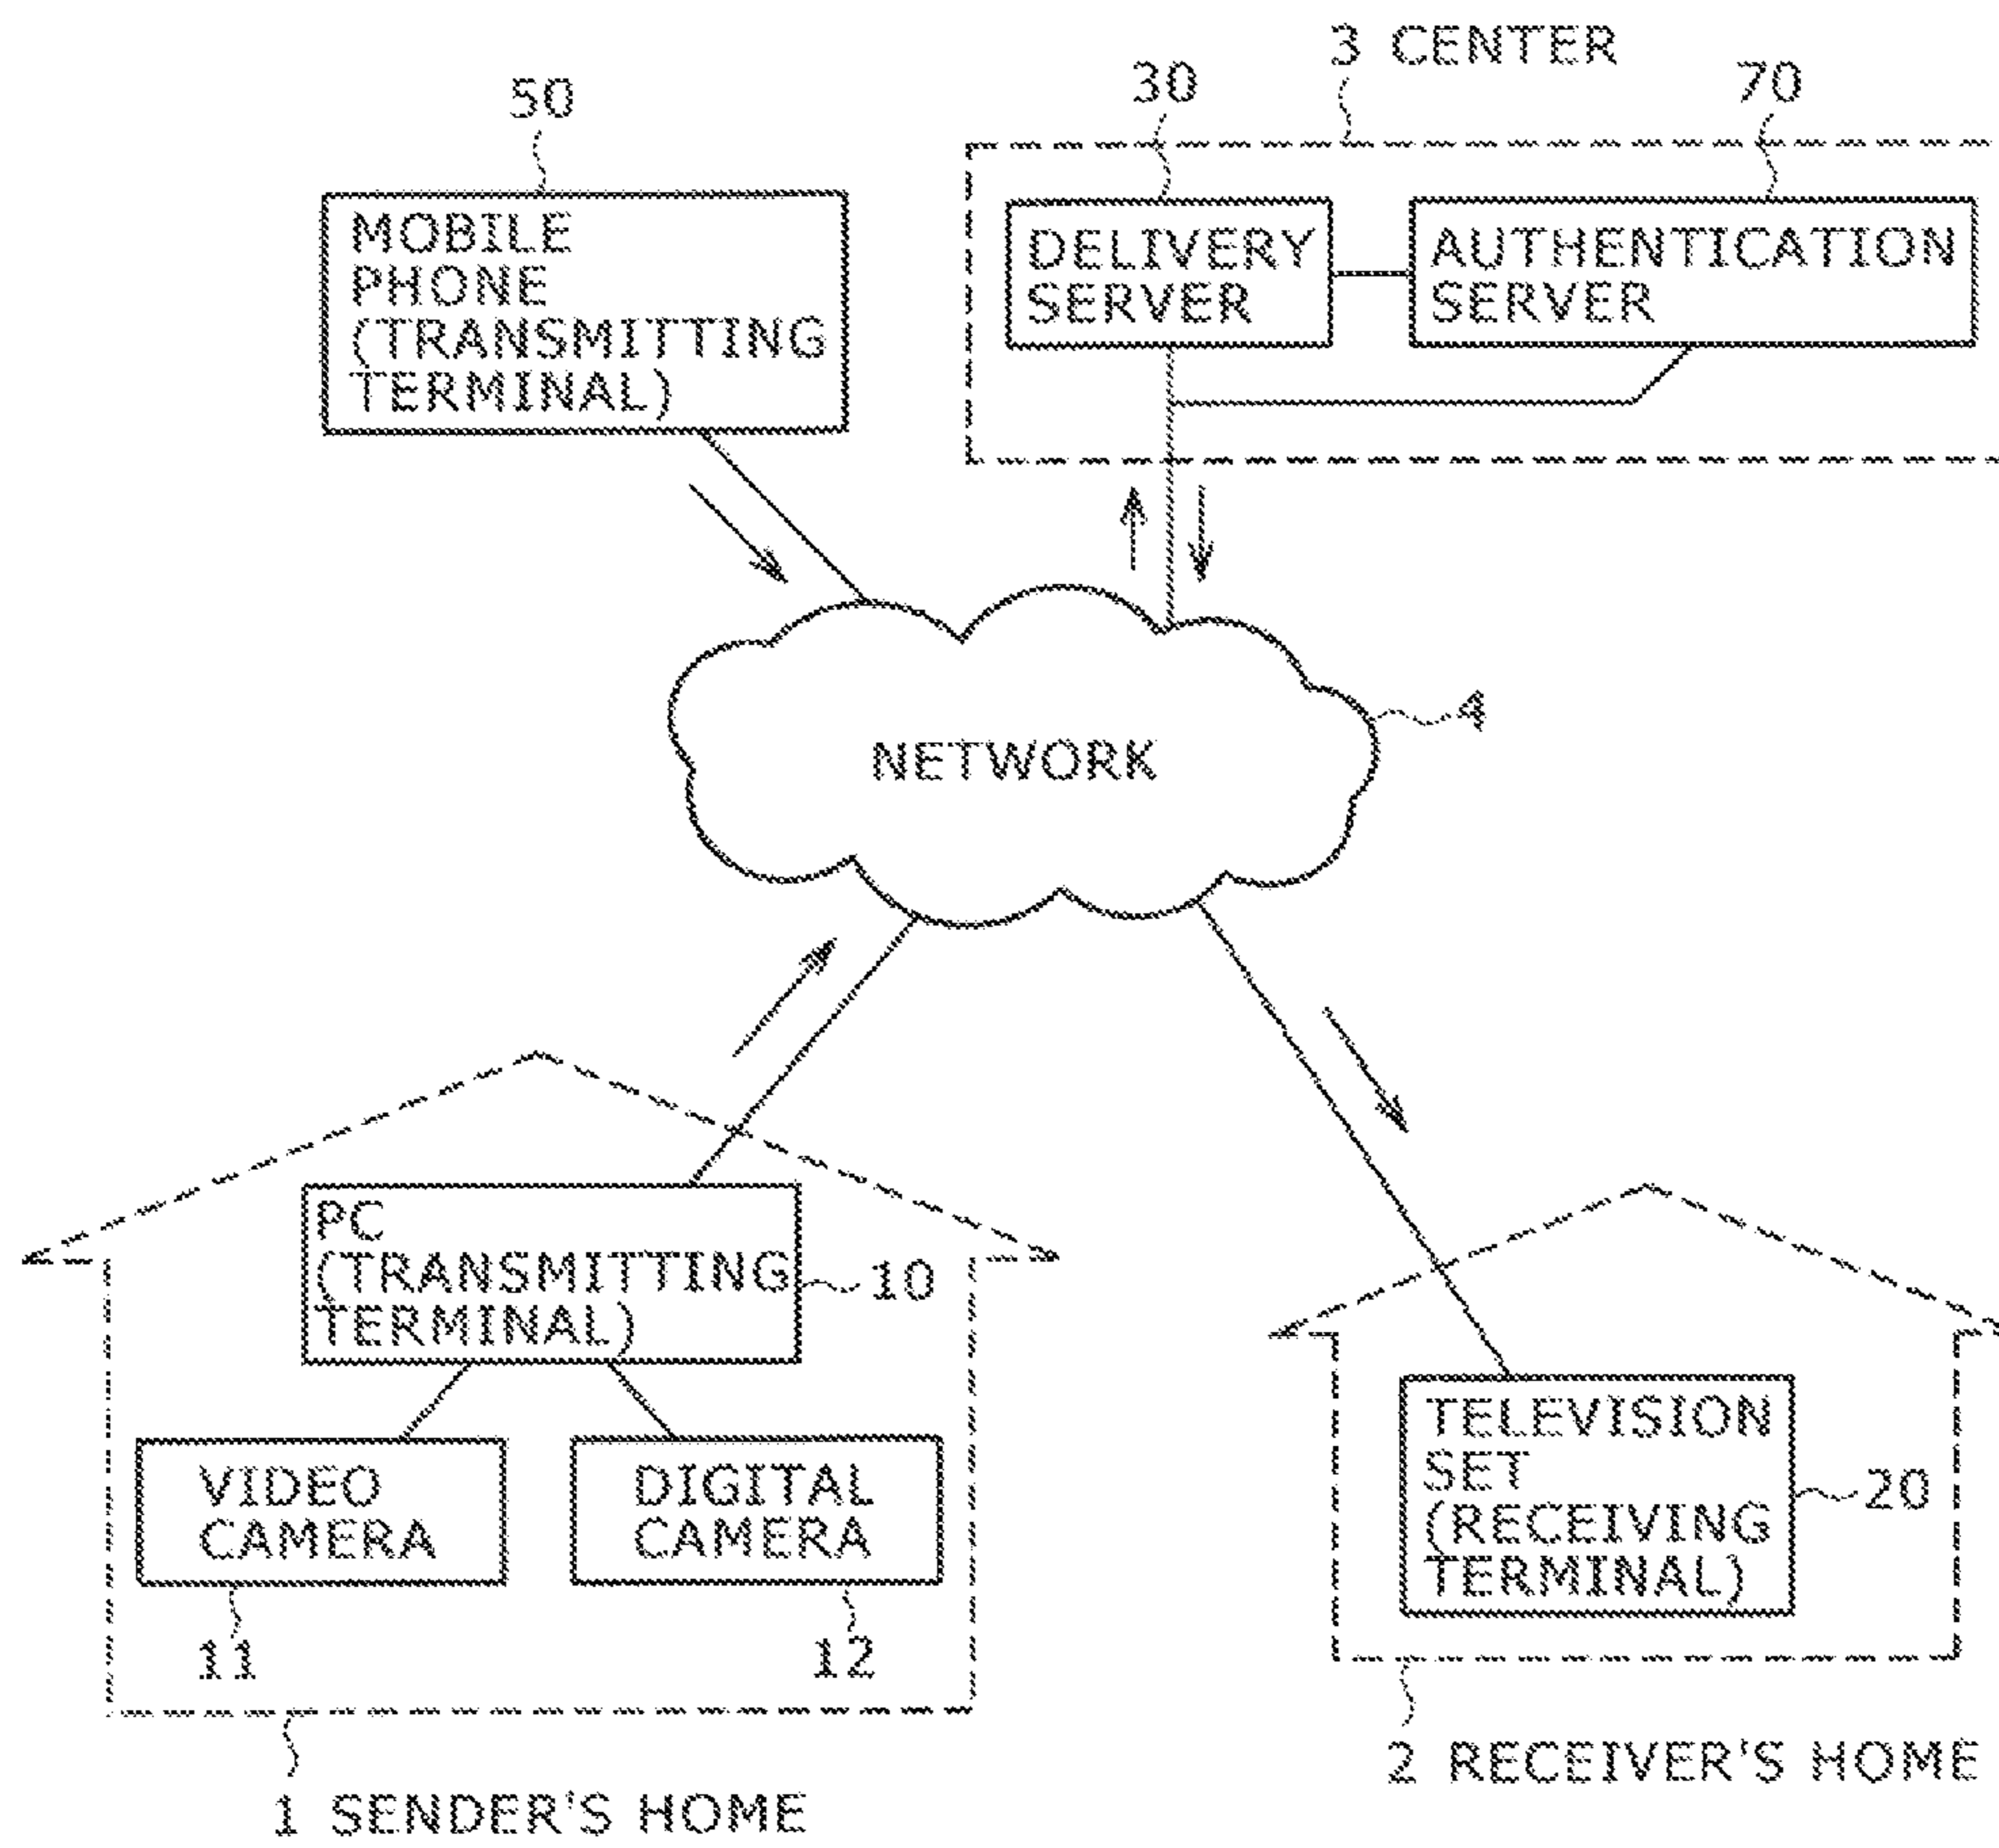 3 CENTER
50
30
70
MOBILE
PHONE
(TRANSMITTING
TERMINAL)
DELIVERY
SERVER
AUTHENTICATION
SERVER
NETWORK
4
PC
(TRANSMITTING
TERMINAL)
10
VIDEO
CAMERA
DIGITAL
CAMERA
11
12
1 SENDER'S HOME
TELEVISION
SET
(RECEIVING
TERMINAL)
20
2 RECEIVER'S HOME